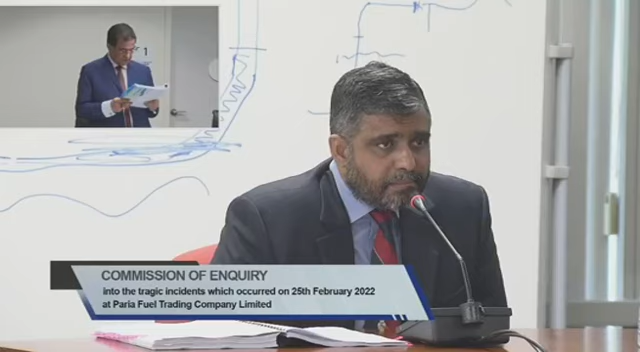 1
COMMISSION OF ENQUIRY
into the tragic incidents which occurred on 25th February 2022
at Paria Fuel Trading Company Limited